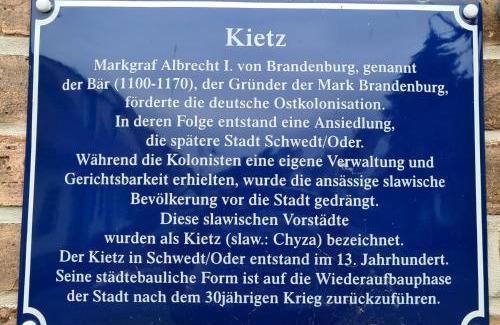 Kietz
Markgraf Albrecht I. von Brandenburg, genannt
der Bär (1100-1170), der Gründer der Mark Brandenburg,
förderte die deutsche Ostkolonisation.
In deren Folge entstand eine Ansiedlung,
die spätere Stadt Schwedt/Oder.
Während die Kolonisten eine eigene Verwaltung und
Gerichtsbarkeit erhielten, wurde die ansässige slawische
Bevölkerung vor die Stadt gedrängt.
Diese slawischen Vorstädte
wurden als Kietz (slaw.: Chyza) bezeichnet.
Der Kietz in Schwedt/Oder entstand im 13. Jahrhundert.
Seine städtebauliche Form ist auf die Wiederaufbauphase
der Stadt nach dem 30jährigen Krieg zurückzuführen.